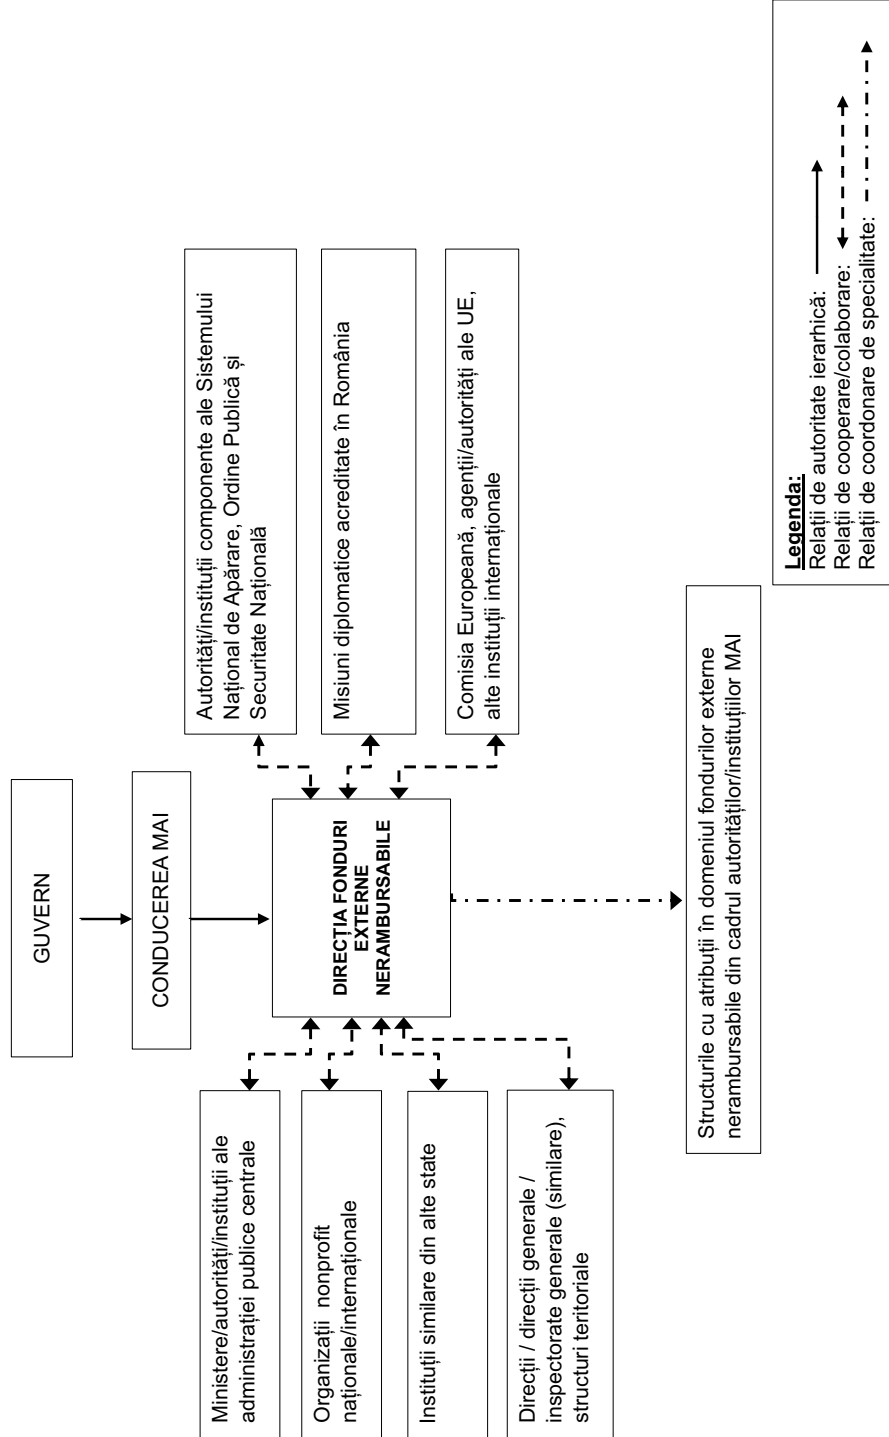 GUVERN
CONDUCEREA MAI
DIRECȚIA FONDURI
EXTERNE
NERAMBURSABILE
Ministere/autorități/instituții ale
administrației publice centrale
Organizații nonprofit
naționale/internaționale
Instituții similare din alte state
Direcții / direcții generale /
inspectorate generale (similare),
structuri teritoriale
Autorități/instituții componente ale Sistemului
Național de Apărare, Ordine Publică și
Securitate Națională
Misiuni diplomatice acreditate în România
Comisia Europeană, agenții/autorități ale UE,
alte instituții internaționale
Structurile cu atribuții în domeniul fondurilor externe
nerambursabile din cadrul autorităților/instituțiilor MAI
Legenda:
Relații de autoritate ierarhică:
Relații de cooperare/colaborare:
Relații de coordonare de specialitate: